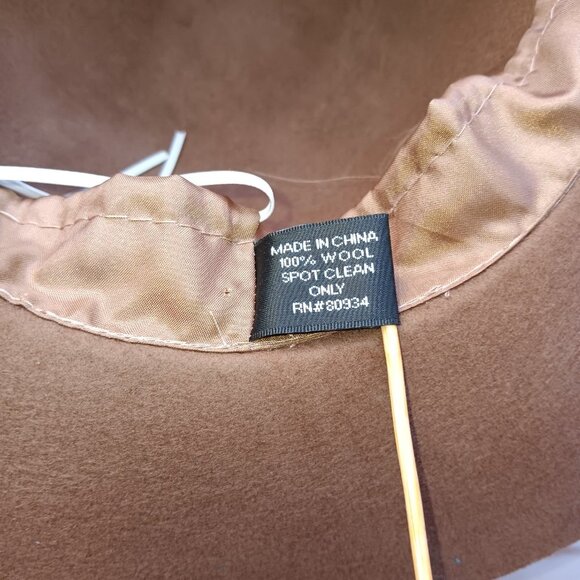 MADE IN CHINA
100% WOOL
SPOT CLEAN
ONLY
RN#80934